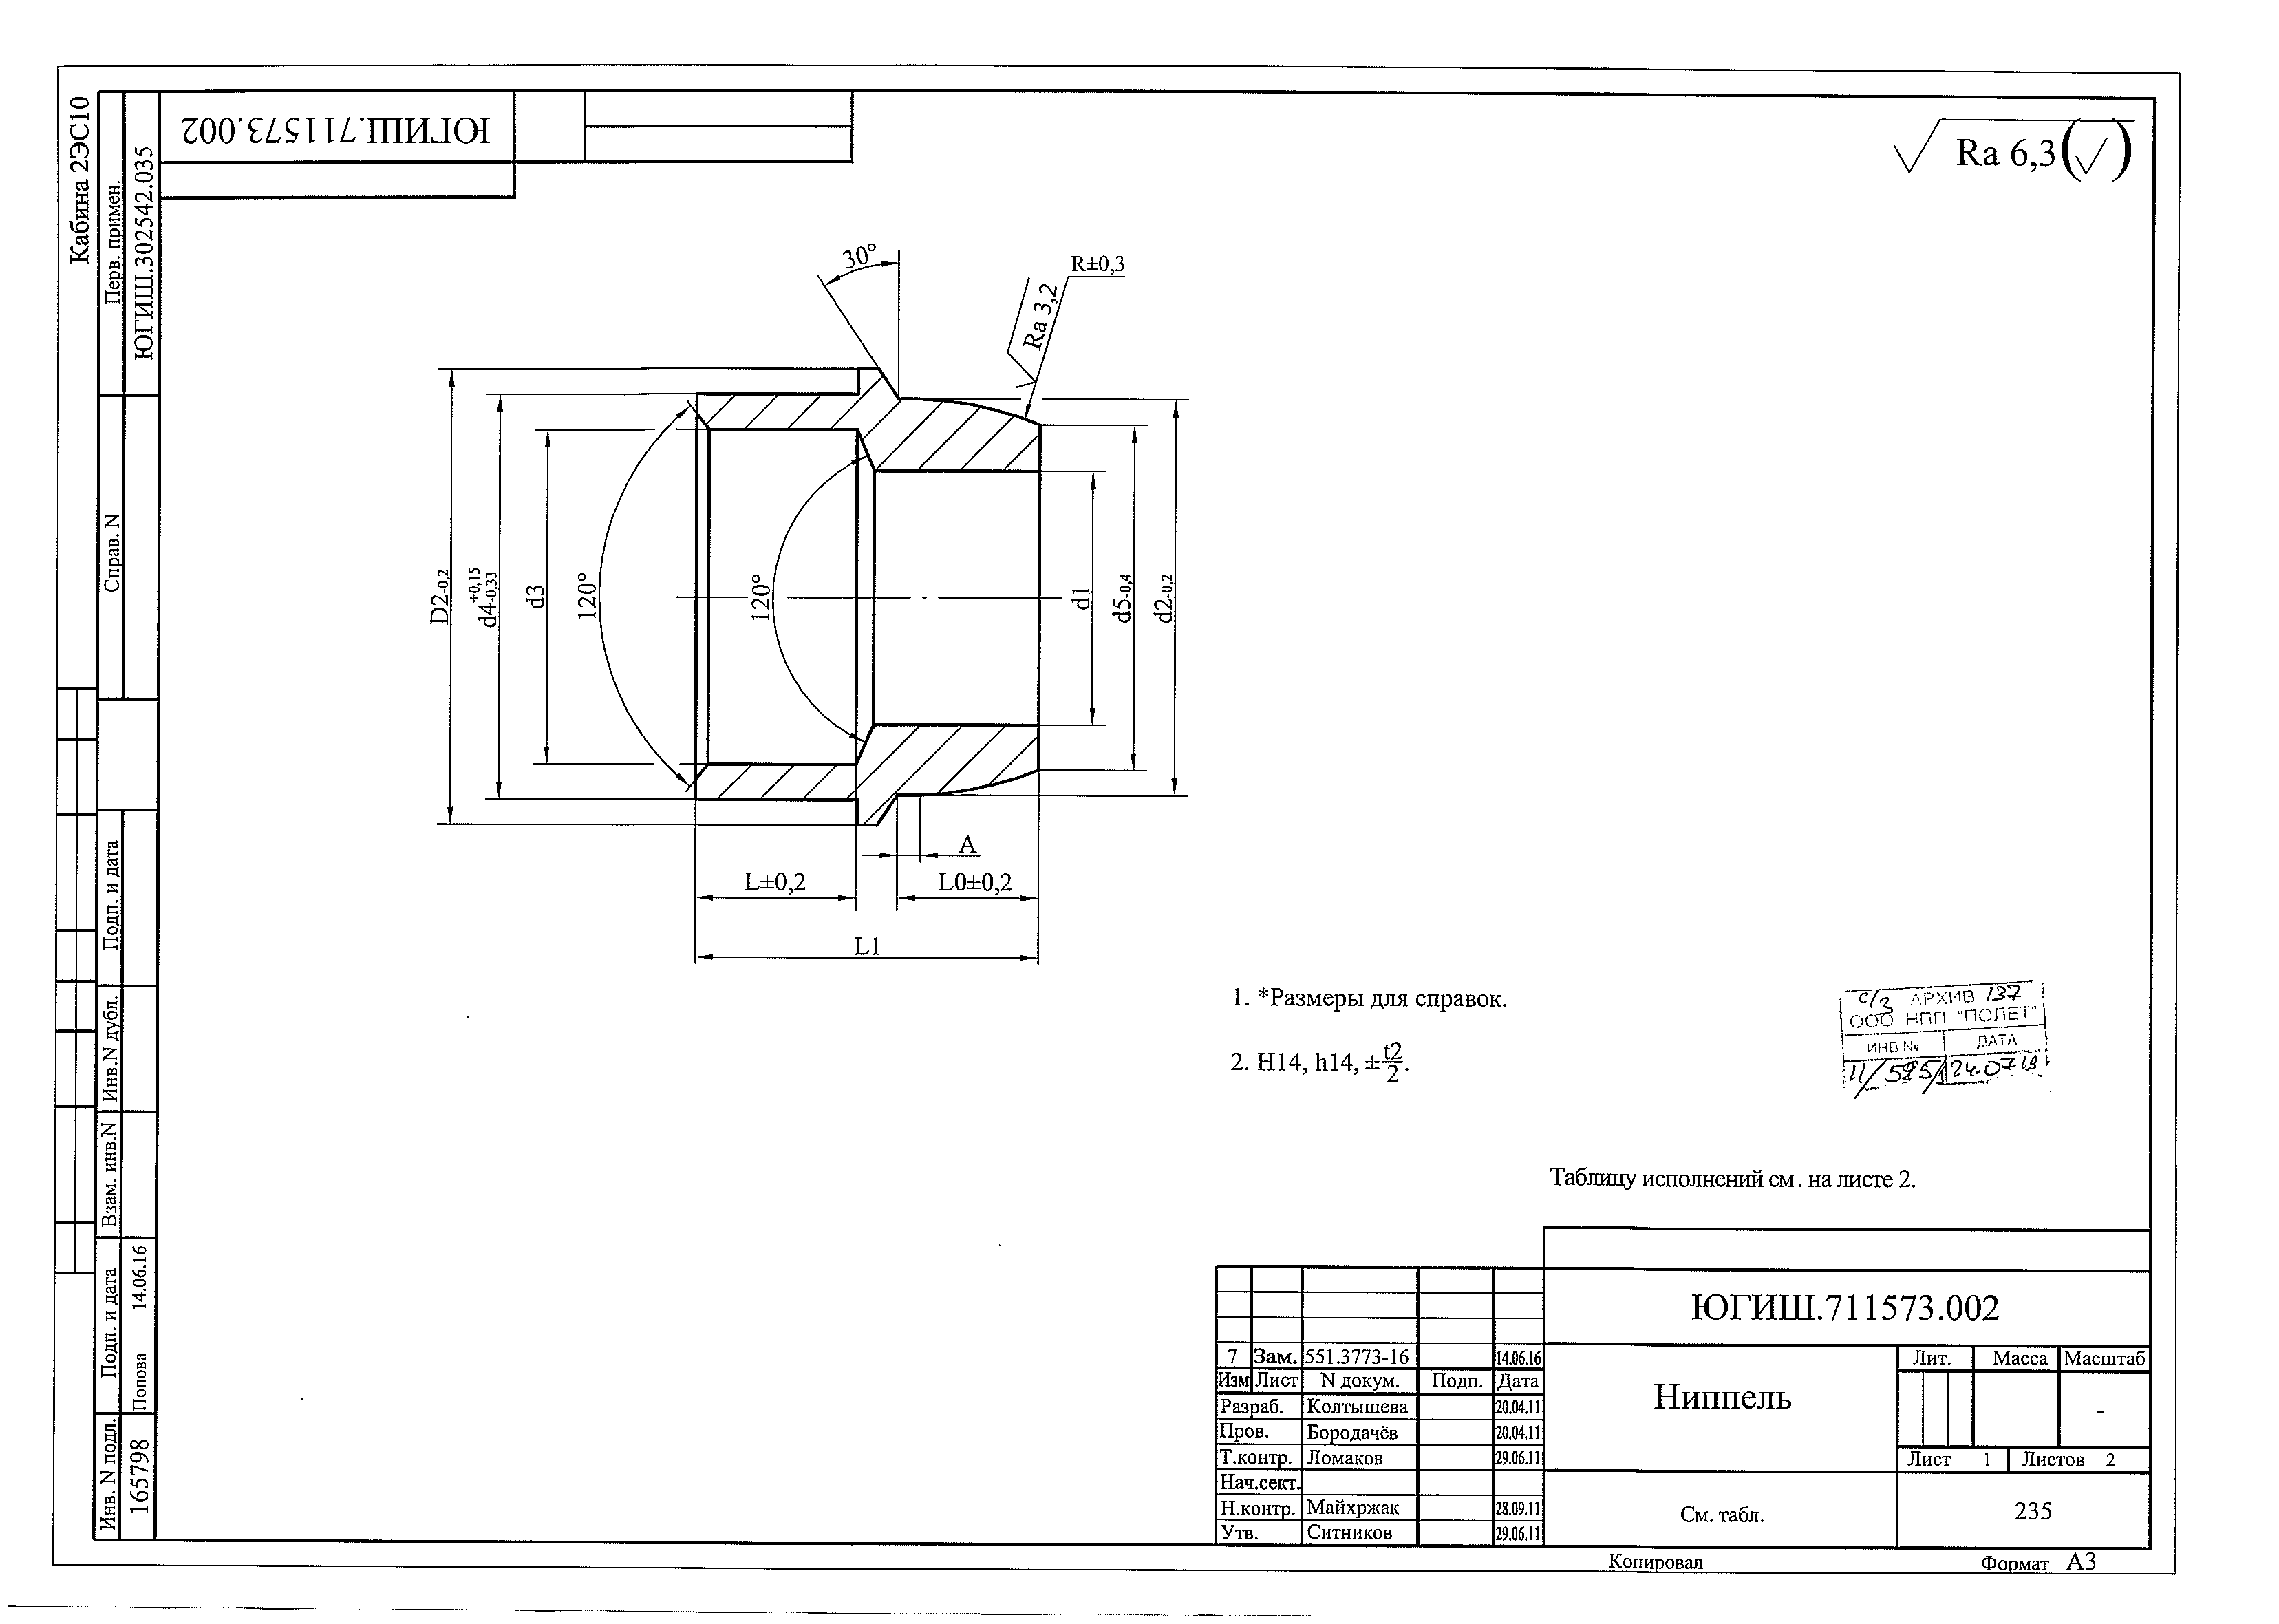 Кабина 2ЭС10
Перв. примен.
ЮГИШ.302542.035
Справ. N
Подп. и дата
Инв.N дубл.
Взам. инв.N
Подп. и дата
Попова 14.06.16
Инв. N подл.
165798
ЮГИШ.711573.002
Ra 6,3 (√)
30°
R±0,3
Ra 3,2
D2-0,2
d4 +0,15 -0,33
d3
120°
120°
d1
d5-0,4
d2-0,2
A
L±0,2
L0±0,2
L1
1. *Размеры для справок.
2. H14, h14, ±t2/2.
с/з АРХИВ 137
ООО НПП "ПОЛЕТ"
ИНВ № ДАТА
11/585/1 24.07.19
Таблицу исполнений см. на листе 2.
ЮГИШ.711573.002
7 Зам. 551.3773-16 14.06.16
Изм Лист N докум. Подп. Дата
Разраб. Колтышева 20.04.11
Пров. Бородачёв 20.04.11
Т.контр. Ломаков 29.06.11
Нач.сект.
Н.контр. Майхржак 28.09.11
Утв. Ситников 29.06.11
Ниппель
Лит. Масса Масштаб
-
Лист 1 Листов 2
См. табл.
235
Копировал
Формат А3